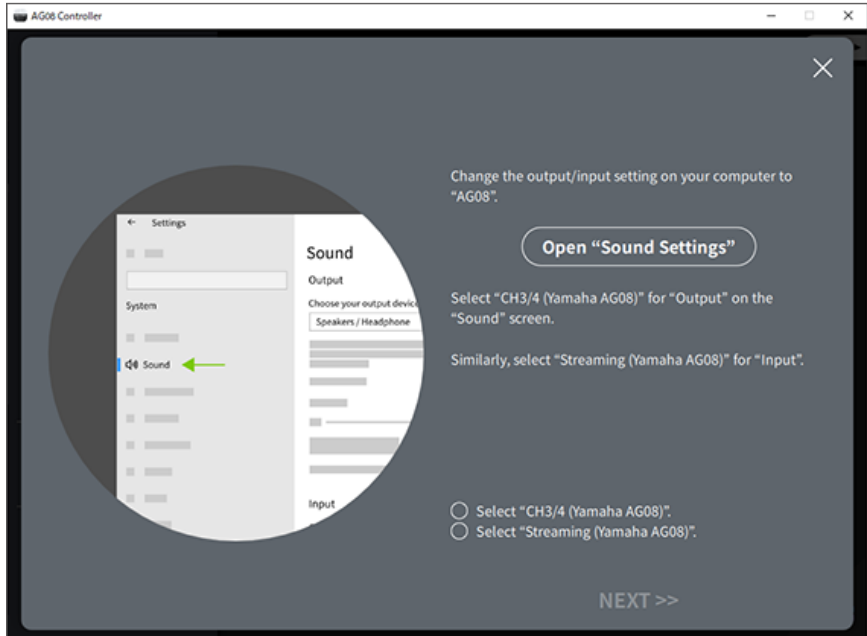 AG08 Controller
Change the output/input setting on your computer to
“AG08”.
Open “Sound Settings”
Select “CH3/4 (Yamaha AG08)” for “Output” on the
“Sound” screen.
Similarly, select “Streaming (Yamaha AG08)” for “Input”.
Settings
System
Sound
Sound
Output
Choose your output device
Speakers / Headphone
Input
Select “CH3/4 (Yamaha AG08)”.
Select “Streaming (Yamaha AG08)”.
NEXT >>